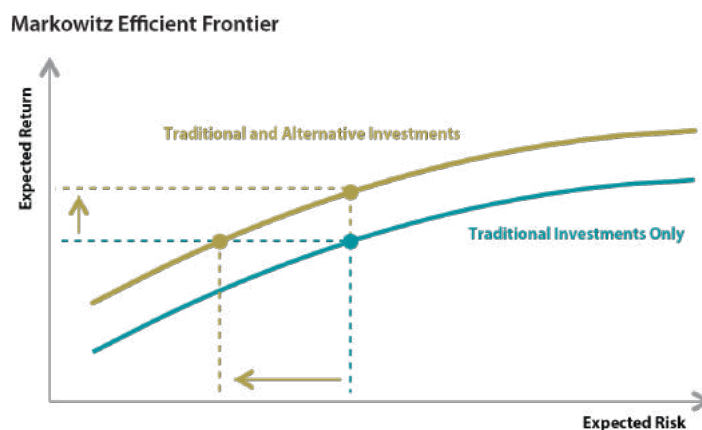 Markowitz Efficient Frontier
Expected Return
Traditional and Alternative Investments
Traditional Investments Only
Expected Risk